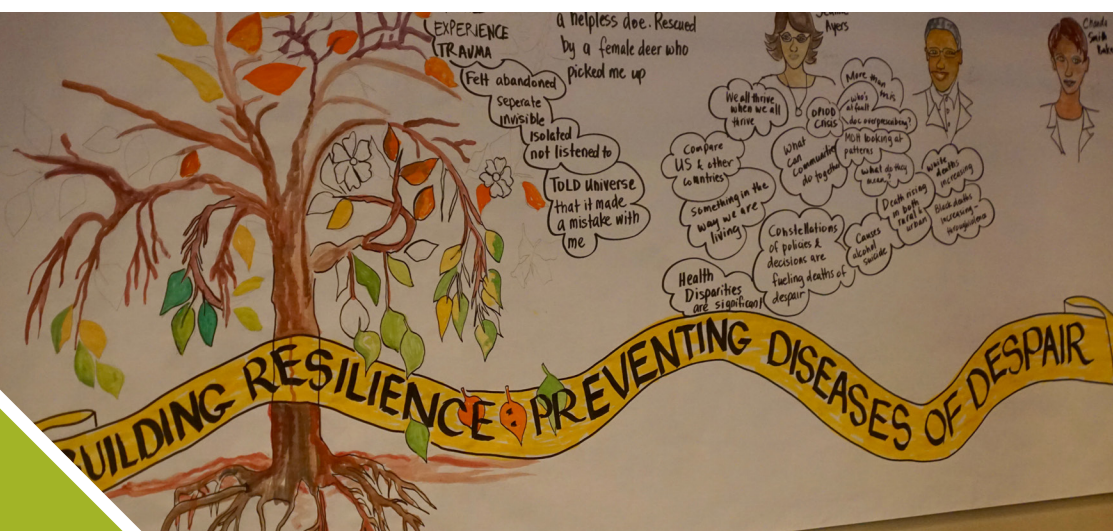 EXPERIENCE
TRAUMA
Felt abandoned
seperate
invisible
isolated
not listened to
TOLD Universe
that it made
a mistake with
me
a helpless doe. Rescued
by a female deer who
picked me up
Ayers
We all thrive
when we all
thrive
Compare
US & other
countries
Something in the
way we are
living
Health
Disparities
are significant
OPIOD
CRISIS
What
can
communities
do together
Constellations
of policies &
decisions are
fueling deaths of
despair
More than
this
who's
at fault
doc overprescribing?
MDH looking at
patterns
what do they
mean?
Death rising
in both
rural &
urban
Causes
alcohol
suicide
White
deaths
increasing
Black deaths
increasing
BUILDING RESILIENCE: PREVENTING DISEASES OF DESPAIR